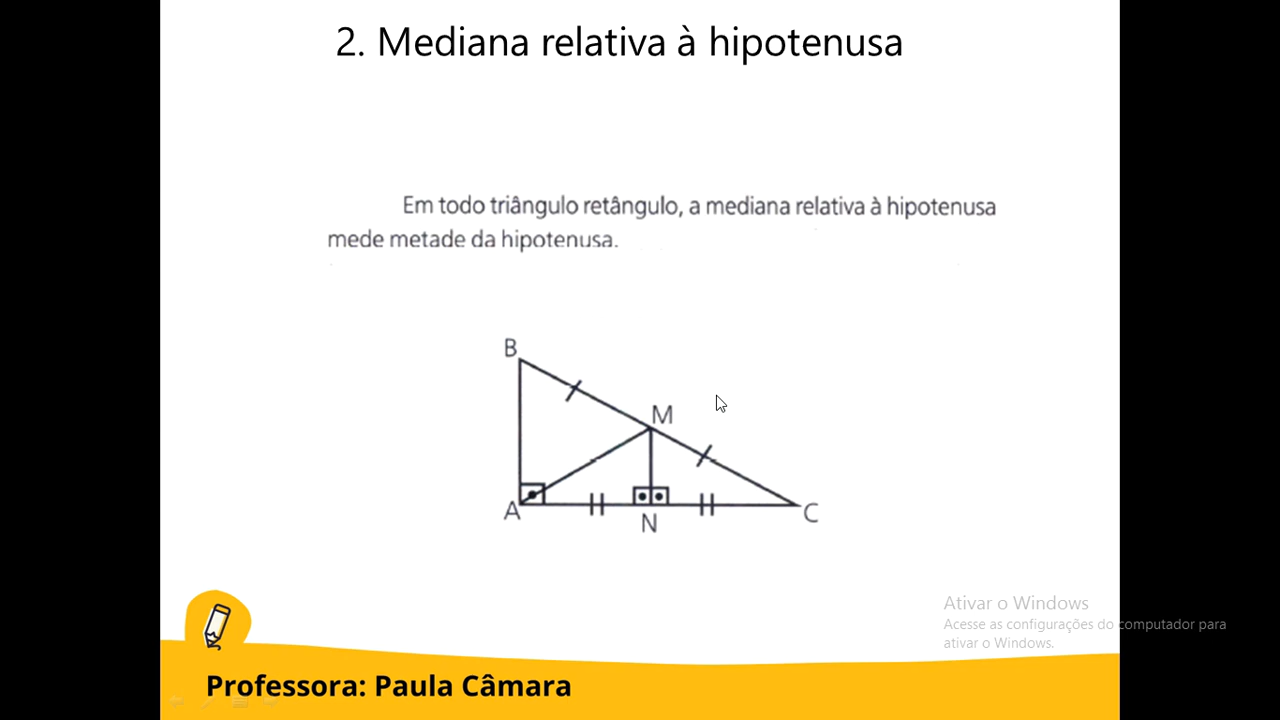 2. Mediana relativa à hipotenusa
Em todo triângulo retângulo, a mediana relativa à hipotenusa
mede metade da hipotenusa.
B
M
A
N
C
Ativar o Windows
Acesse as configurações do computador para
ativar o Windows.
Professora: Paula Câmara